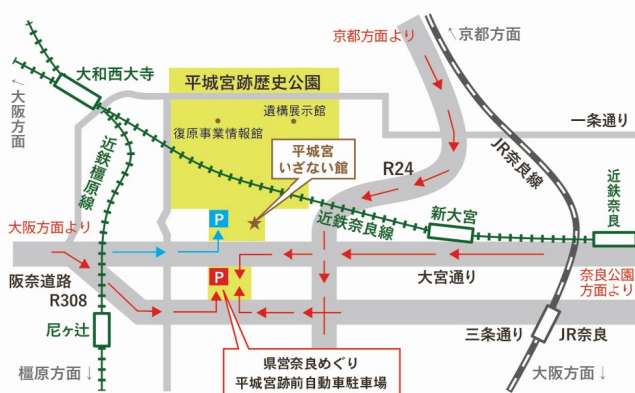 京都方面より
↑京都方面
大和西大寺
平城宮跡歴史公園
←大阪方面
遺構展示館
復原事業情報館
一条通り
平城宮
いざない館
R24
JR奈良線
近鉄橿原線
近鉄奈良
P
近鉄奈良線
新大宮
大阪方面より
大宮通り
奈良公園
方面より
阪奈道路
R308
P
尼ヶ辻
三条通り
JR奈良
県営奈良めぐり
平城宮跡前自動車駐車場
橿原方面↓
大阪方面↓